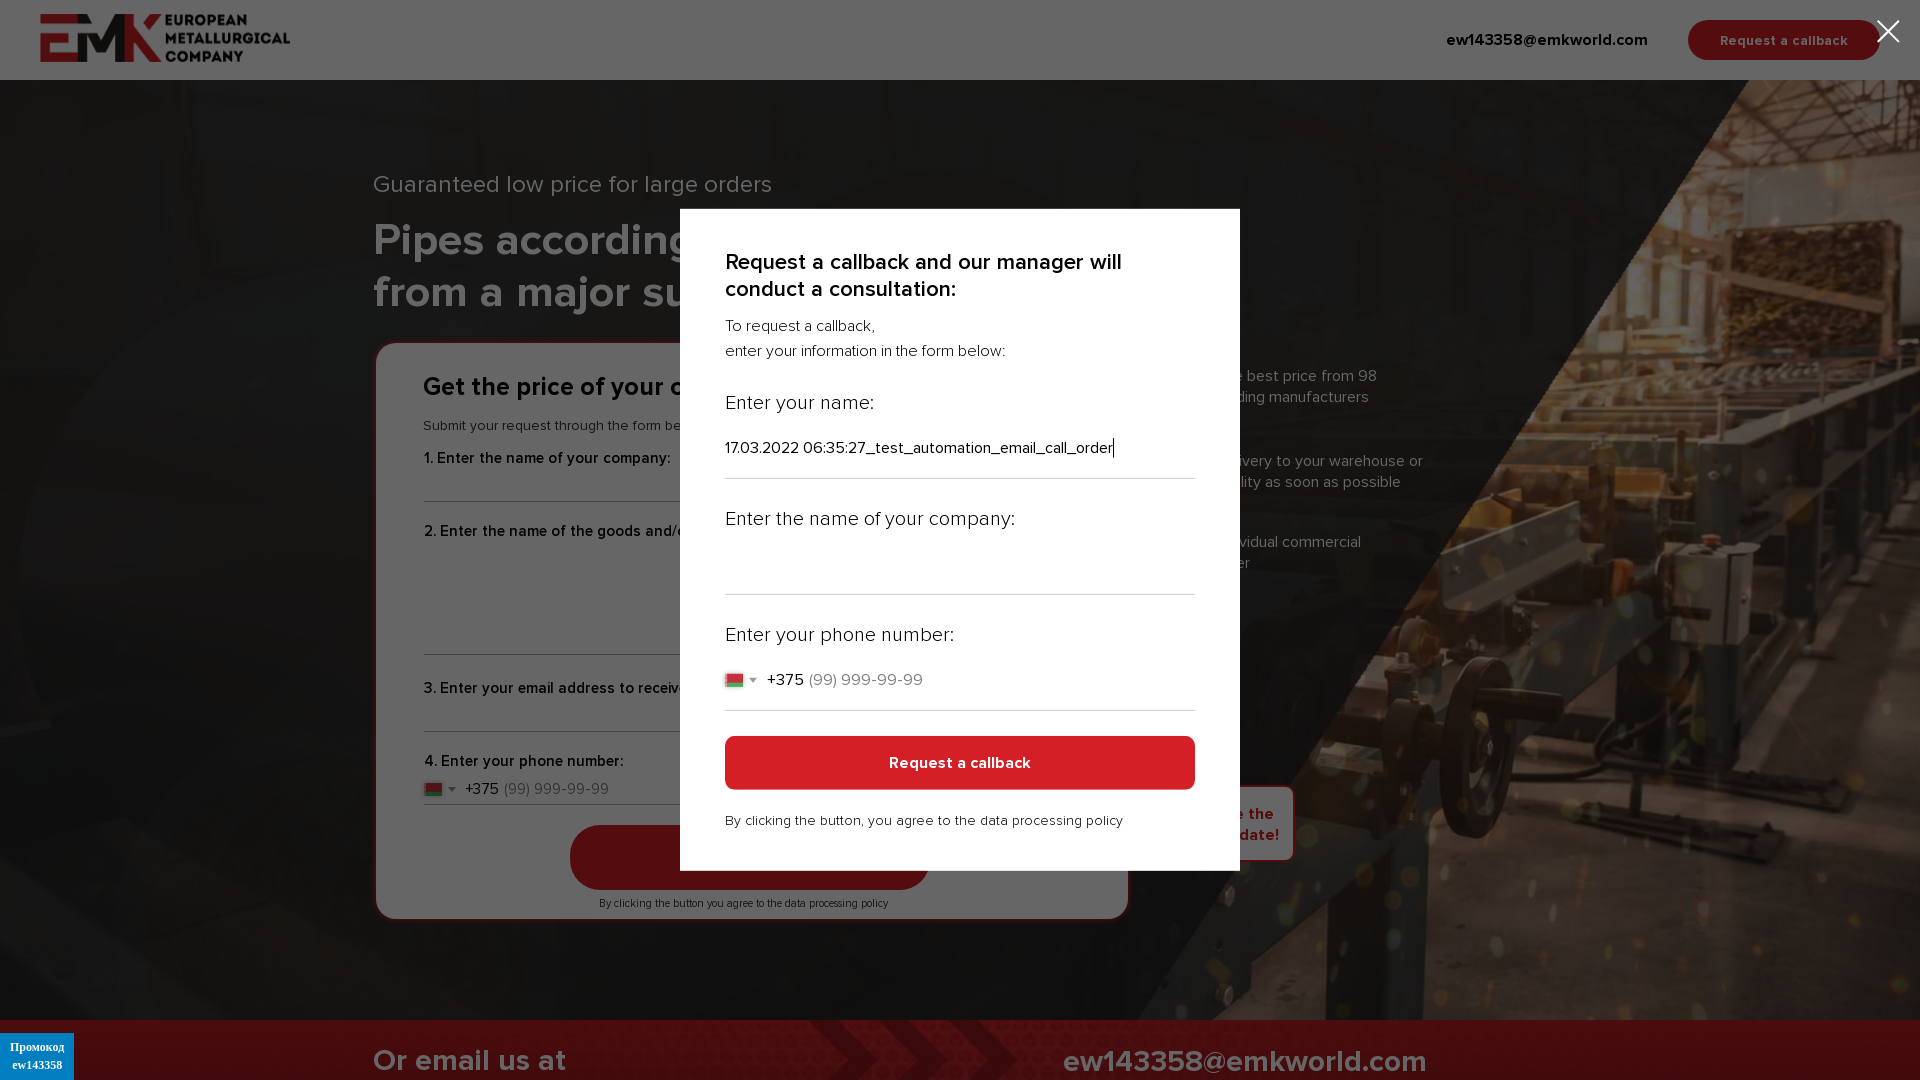 EUROPEAN
METALLURGICAL
COMPANY
EMK
ew143358@emkworld.com
Request a callback
Guaranteed low price for large orders
Pipes according
from a major su
Get the price of your o
Submit your request through the form be
1. Enter the name of your company:
2. Enter the name of the goods and/
3. Enter your email address to receiv
4. Enter your phone number:
+375 (99) 999-99-99
By clicking the button you agree to the data processing policy
Request a callback and our manager will
conduct a consultation:
To request a callback,
enter your information in the form below:
Enter your name:
17.03.2022 06:35:27_test_automation_email_call_order
Enter the name of your company:
Enter your phone number:
+375 (99) 999-99-99
Request a callback
By clicking the button, you agree to the data processing policy
best price from 98
ding manufacturers
ivery to your warehouse or
lity as soon as possible
vidual commercial
er
e the
date!
Or email us at
ew143358@emkworld.com
Промокод
ew143358